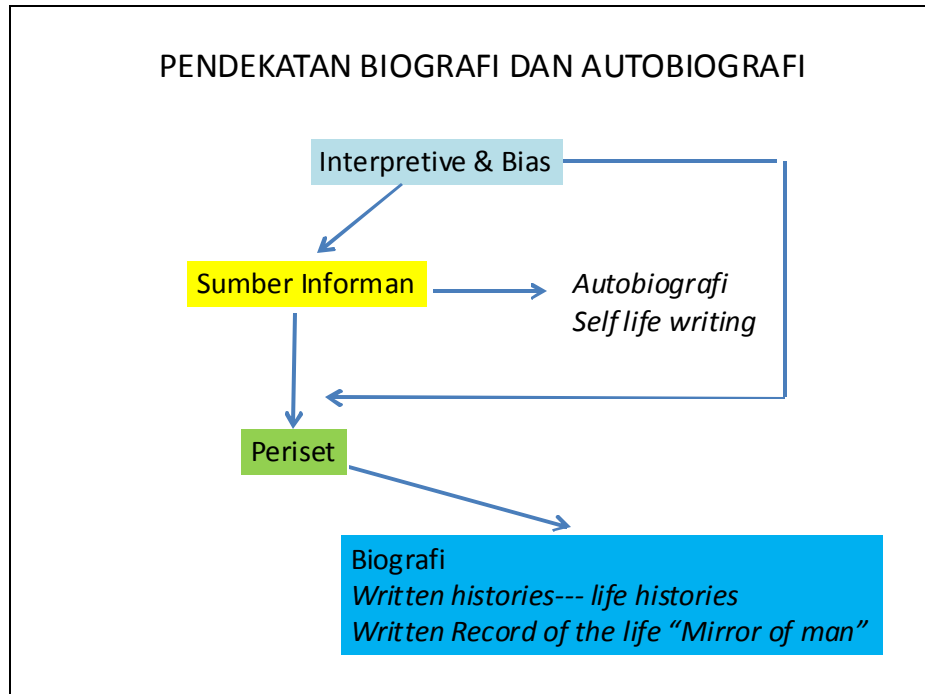 PENDEKATAN BIOGRAFI DAN AUTOBIOGRAFI
Interpretive & Bias
Sumber Informan
Autobiografi
Self life writing
Periset
Biografi
Written histories--- life histories
Written Record of the life “Mirror of man”